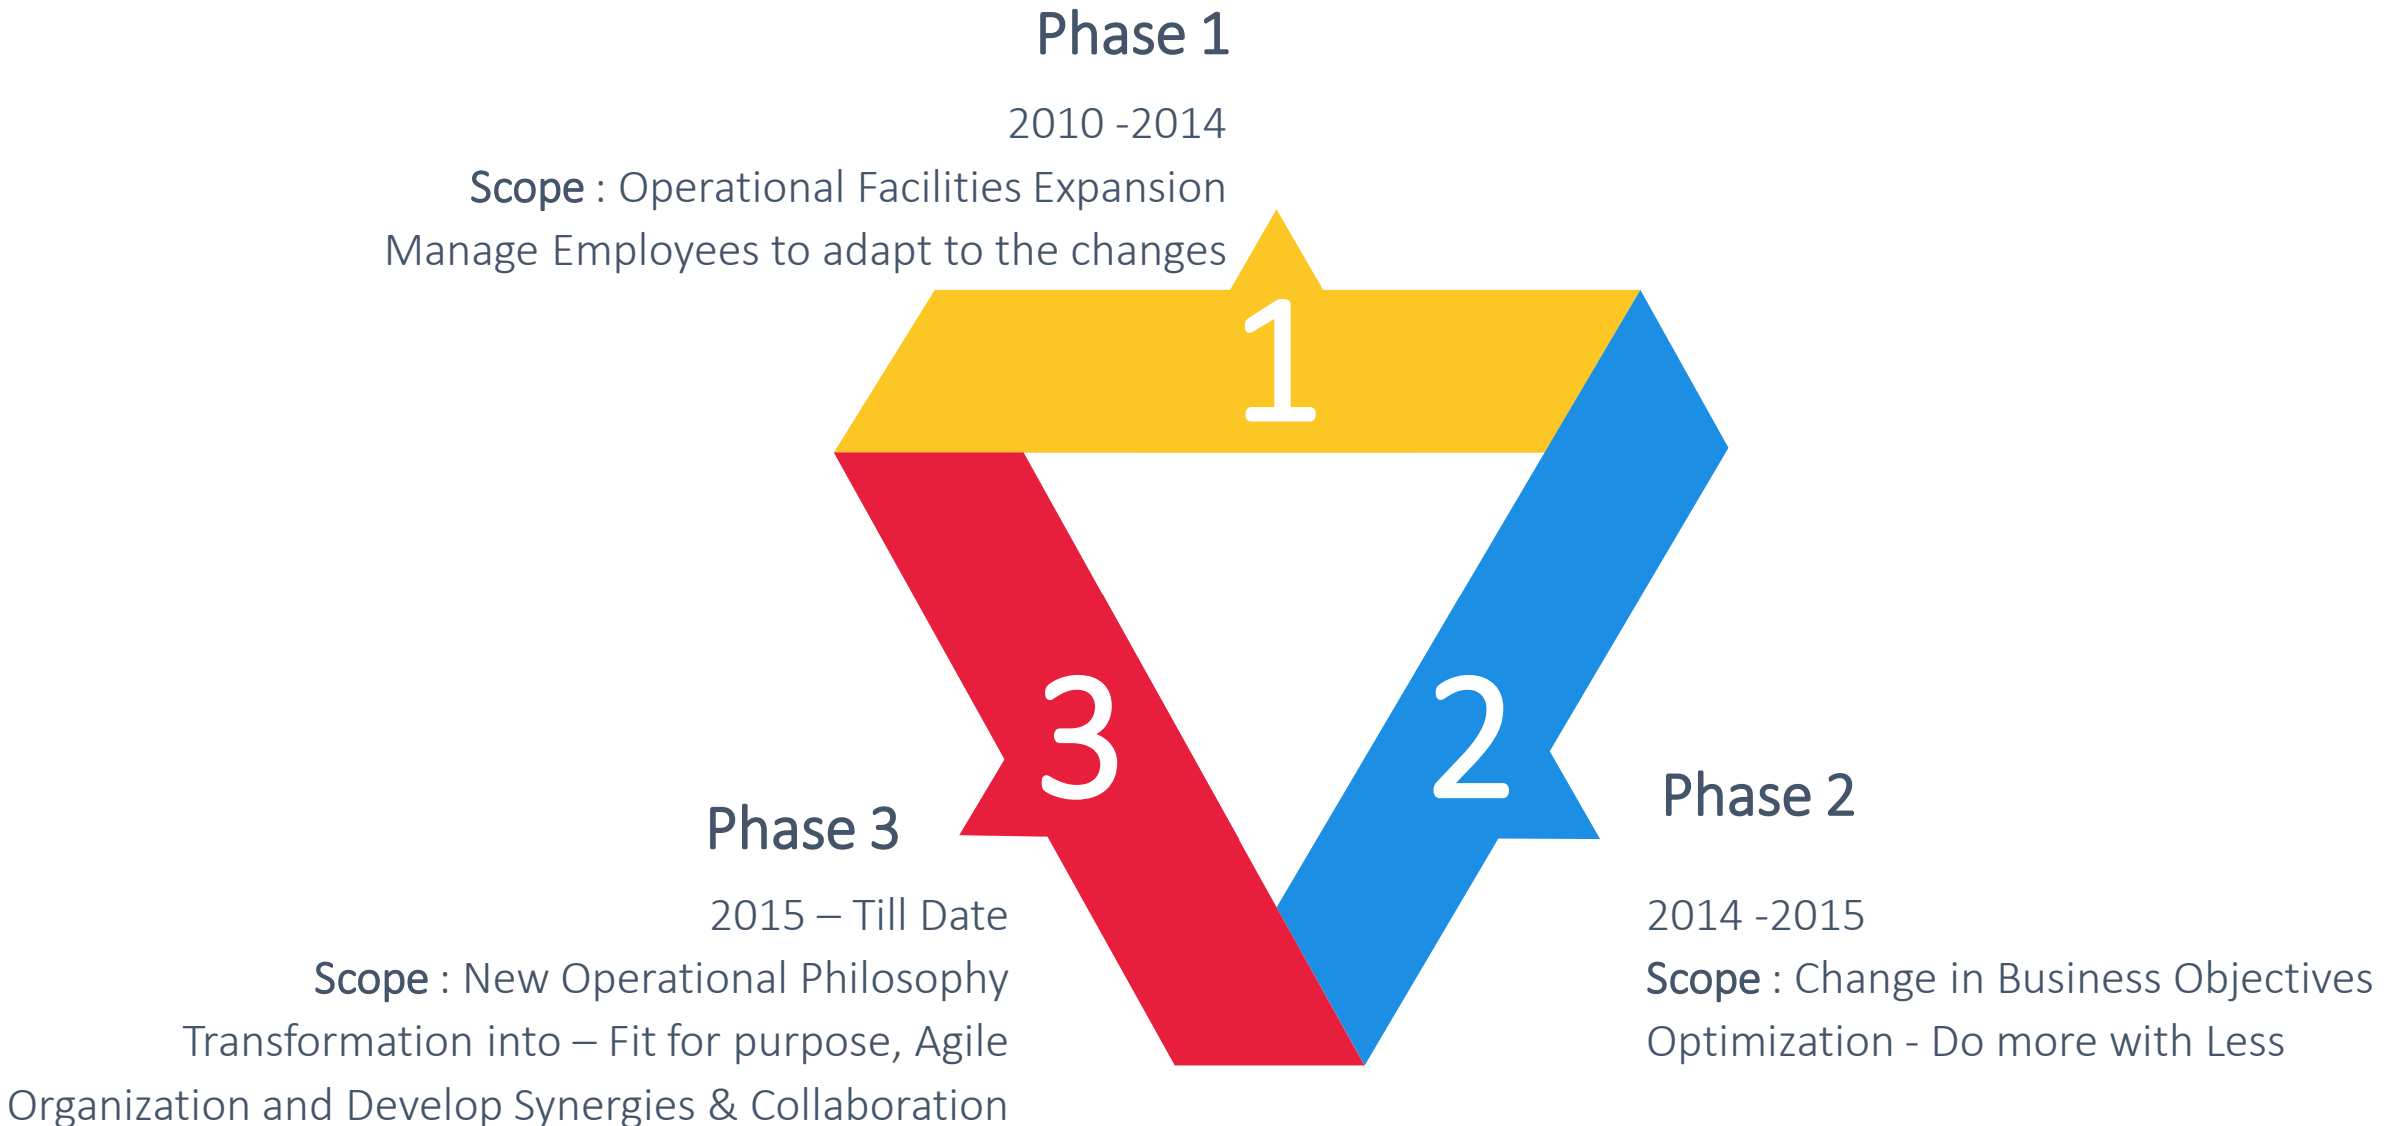 Phase 1
2010 -2014
Scope : Operational Facilities Expansion
Manage Employees to adapt to the changes
1
3
2
Phase 2
2014 -2015
Scope : Change in Business Objectives
Optimization - Do more with Less
Phase 3
2015 – Till Date
Scope : New Operational Philosophy
Transformation into – Fit for purpose, Agile
Organization and Develop Synergies & Collaboration